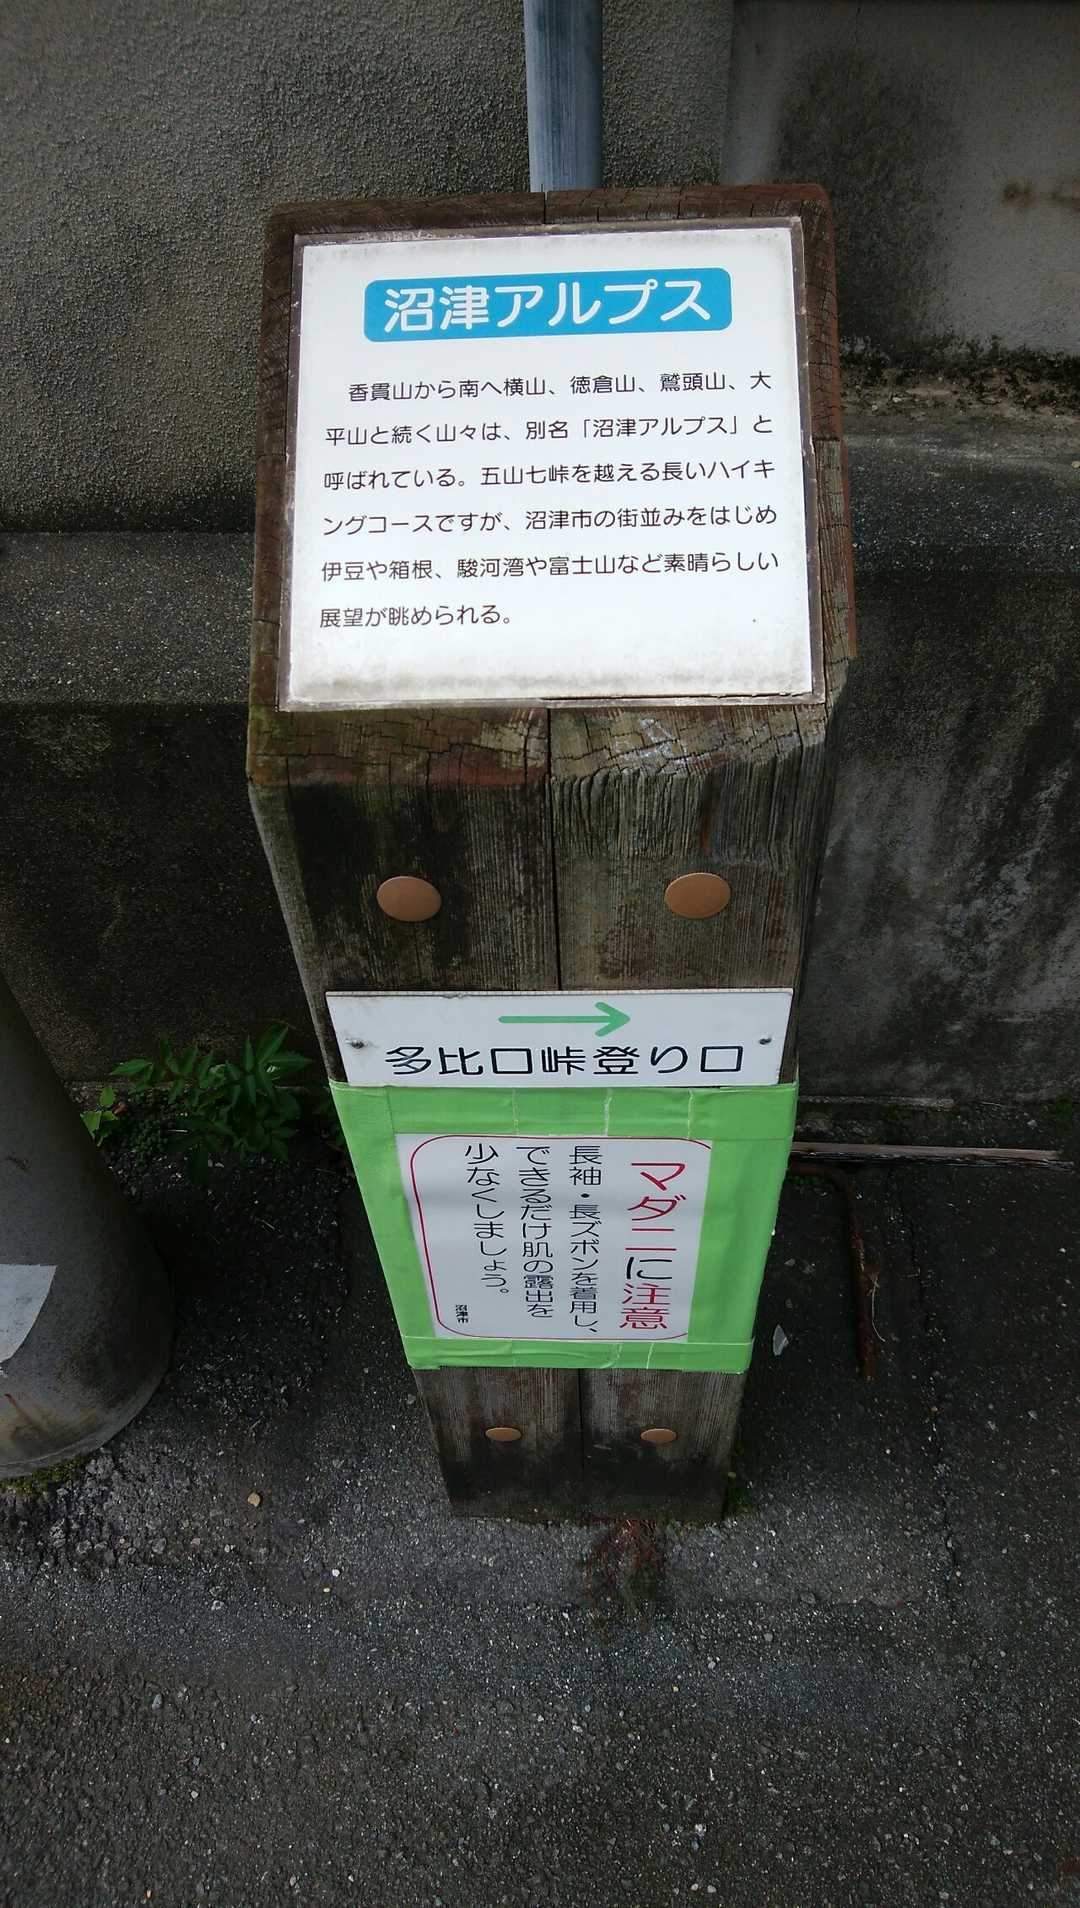 沼津アルプス
香貫山から南へ横山、徳倉山、鷲頭山、大
平山と続く山々は、別名「沼津アルプス」と
呼ばれている。五山七峠を越える長いハイキ
ングコースですが、沼津市の街並みをはじめ
伊豆や箱根、駿河湾や富士山など素晴らしい
展望が眺められる。
→
多比口峠登り口
マダニに注意
長袖・長ズボンを着用し、
できるだけ肌の露出を
少なくしましょう。
沼津市